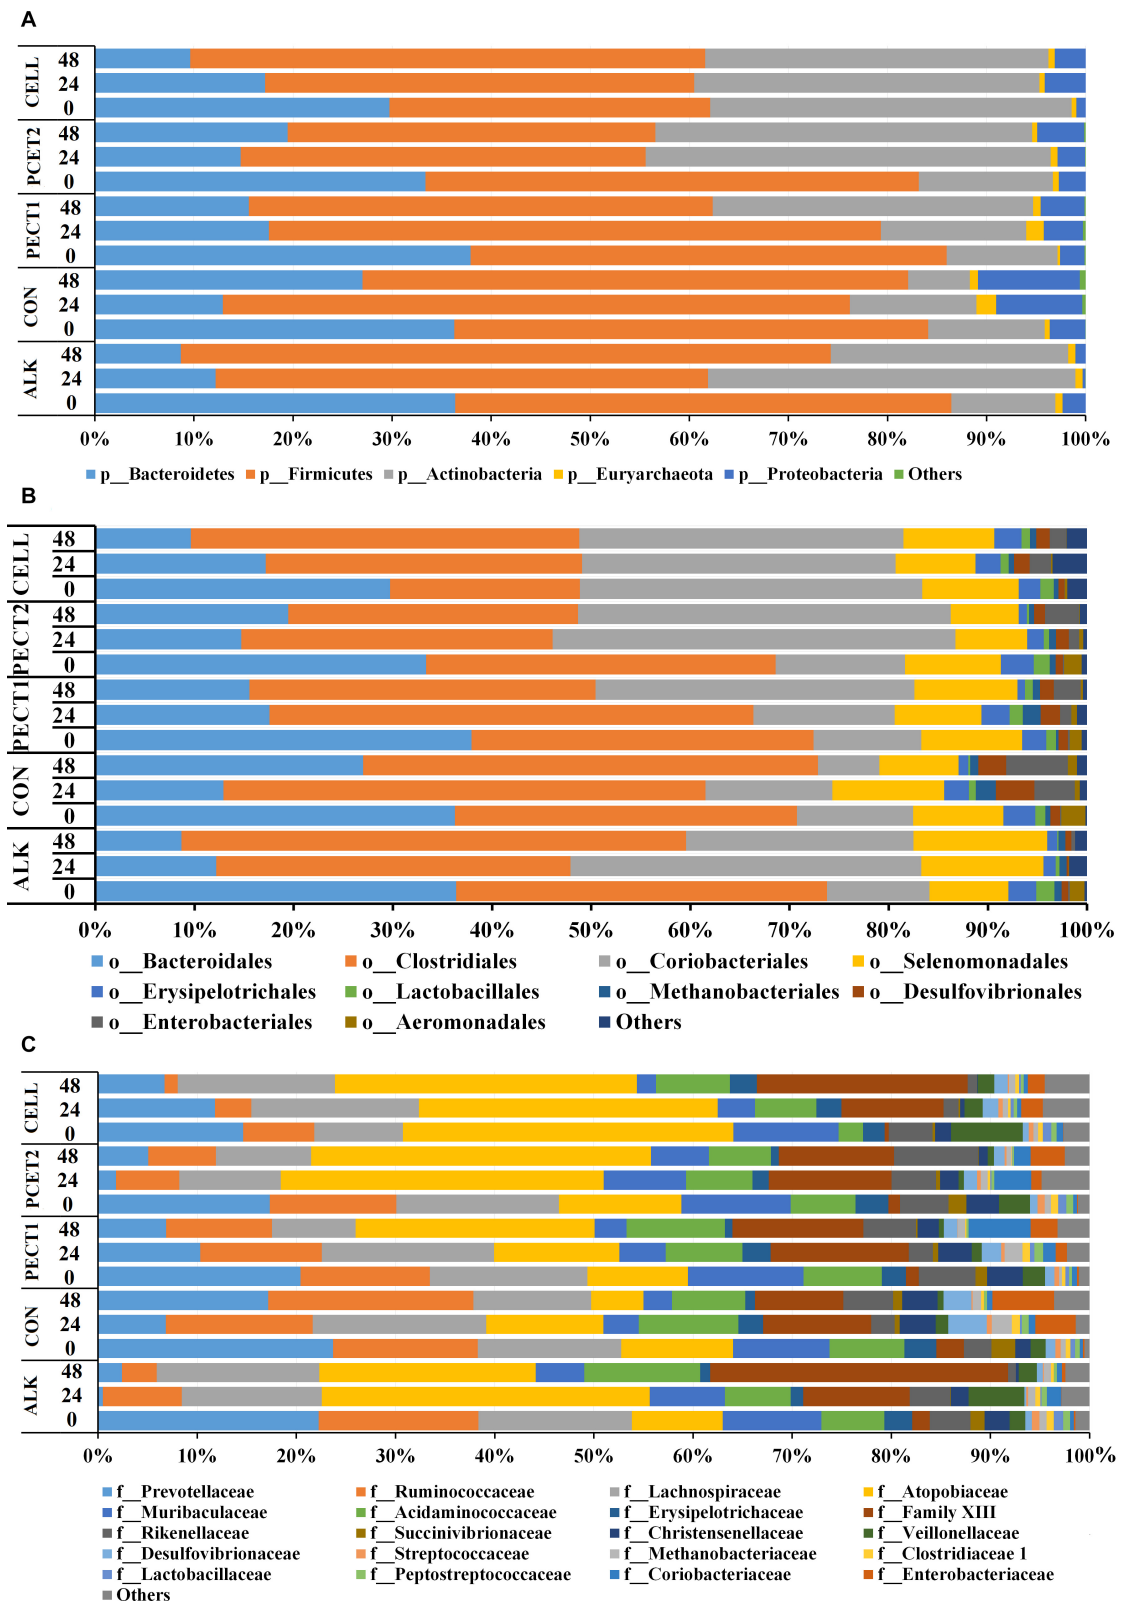 A
CELL
48
24
0
PCET2
48
24
0
PECT1
48
24
0
CON
48
24
0
ALK
48
24
0
0% 10% 20% 30% 40% 50% 60% 70% 80% 90% 100%
p__Bacteroidetes p__Firmicutes p__Actinobacteria p__Euryarchaeota p__Proteobacteria Others
B
CELL
48
24
0
PECT2
48
24
0
PECT1
48
24
0
CON
48
24
0
ALK
48
24
0
0% 10% 20% 30% 40% 50% 60% 70% 80% 90% 100%
o__Bacteroidales o__Clostridiales o__Coriobacteriales o__Selenomonadales
o__Erysipelotrichales o__Lactobacillales o__Methanobacteriales o__Desulfovibrionales
o__Enterobacteriales o__Aeromonadales Others
C
CELL
48
24
0
PCET2
48
24
0
PECT1
48
24
0
CON
48
24
0
ALK
48
24
0
0% 10% 20% 30% 40% 50% 60% 70% 80% 90% 100%
f__Prevotellaceae f__Ruminococcaceae f__Lachnospiraceae f__Atopobiaceae
f__Muribaculaceae f__Acidaminococcaceae f__Erysipelotrichaceae f__Family XIII
f__Rikenellaceae f__Succinivibrionaceae f__Christensenellaceae f__Veillonellaceae
f__Desulfovibrionaceae f__Streptococcaceae f__Methanobacteriaceae f__Clostridiaceae 1
f__Lactobacillaceae f__Peptostreptococcaceae f__Coriobacteriaceae f__Enterobacteriaceae
Others